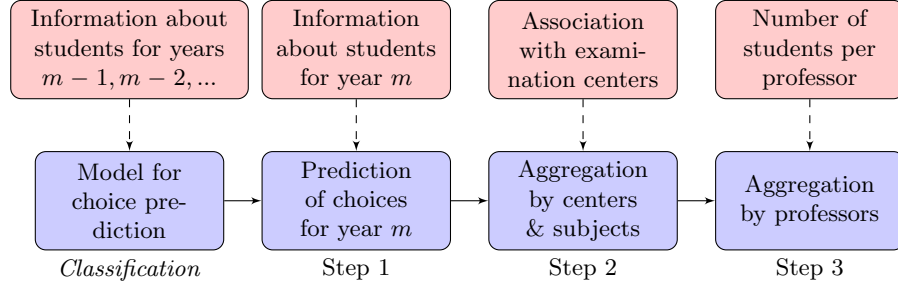 Information about
students for years
m − 1, m − 2, ...
Information
about students
for year m
Association
with exami-
nation centers
Number of
students per
professor
Model for
choice pre-
diction
Prediction
of choices
for year m
Aggregation
by centers
& subjects
Aggregation
by professors
Classification
Step 1
Step 2
Step 3